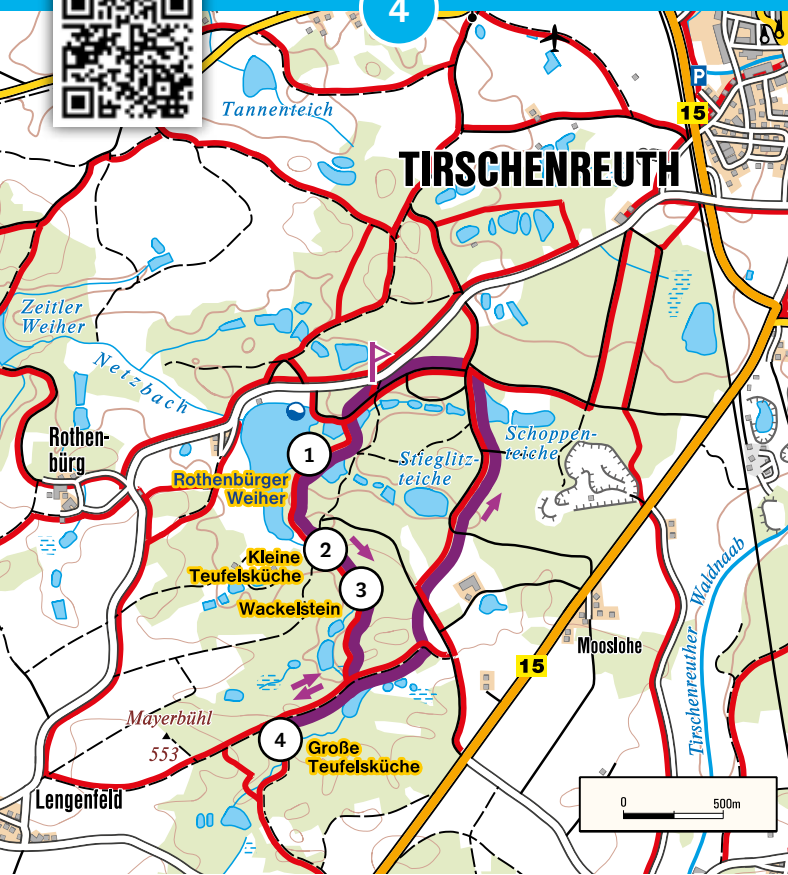 4
Tannenteich
P
15
TIRSCHENREUTH
Zeitler
Weiher
Netzbach
Rothen-
bürg
1
Rothenbürger
Weiher
Stieglitz-
teiche
Schoppen-
teiche
2
Kleine
Teufelsküche
3
Wackelstein
Mooslohe
Tirschenreuther Waldnaab
15
Mayerbühl
553
4
Große
Teufelsküche
Lengenfeld
0 500m